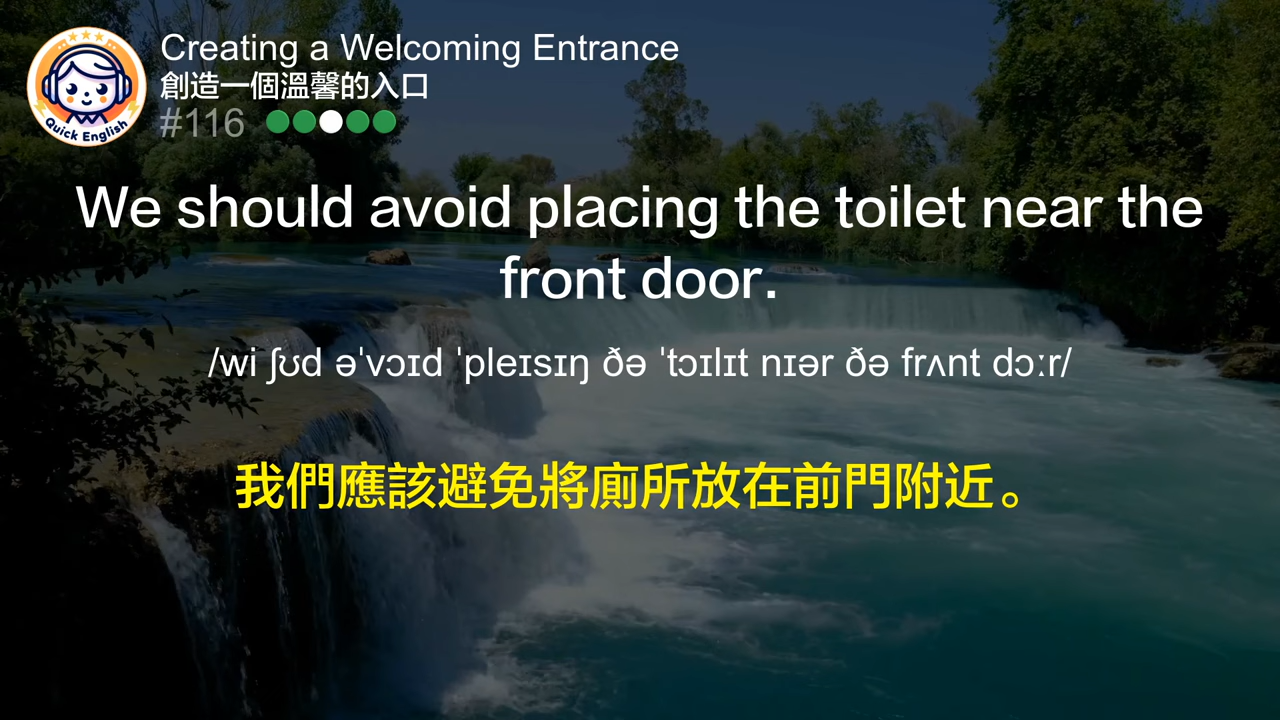 Quick English
Creating a Welcoming Entrance
創造一個溫馨的入口
#116
We should avoid placing the toilet near the
front door.
/wi ʃʊd əˈvɔɪd ˈpleɪsɪŋ ðə ˈtɔɪlɪt nɪər ðə frʌnt dɔːr/
我們應該避免將廁所放在前門附近。